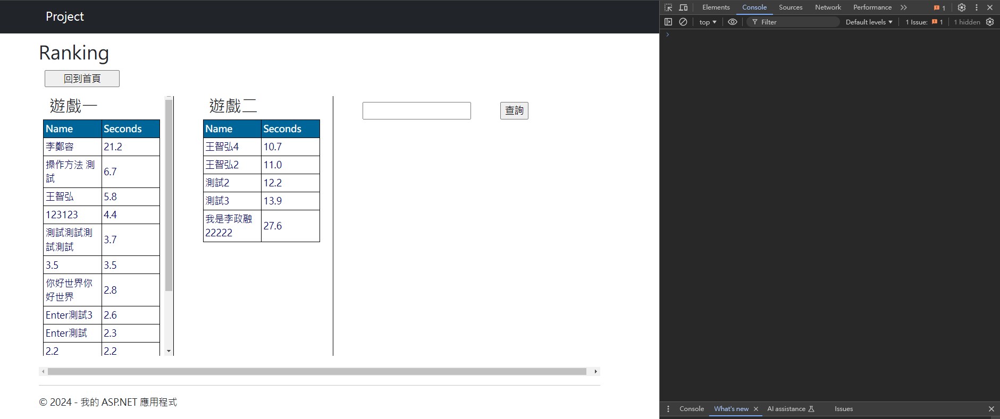 Project
Ranking
回到首頁
遊戲一
Name Seconds
李鄭容 21.2
操作方法 測
試 6.7
王智弘 5.8
123123 4.4
測試測試測
試測試 3.7
3.5 3.5
你好世界你
好世界 2.8
Enter測試3 2.6
Enter測試 2.3
2.2 2.2
遊戲二
Name Seconds
王智弘4 10.7
王智弘2 11.0
測試2 12.2
測試3 13.9
我是李政融
22222 27.6
查詢
© 2024 - 我的 ASP.NET 應用程式
Elements Console Sources Network Performance 1
top Filter Default levels 1 Issue: 1 1 hidden
Console What's new AI assistance Issues